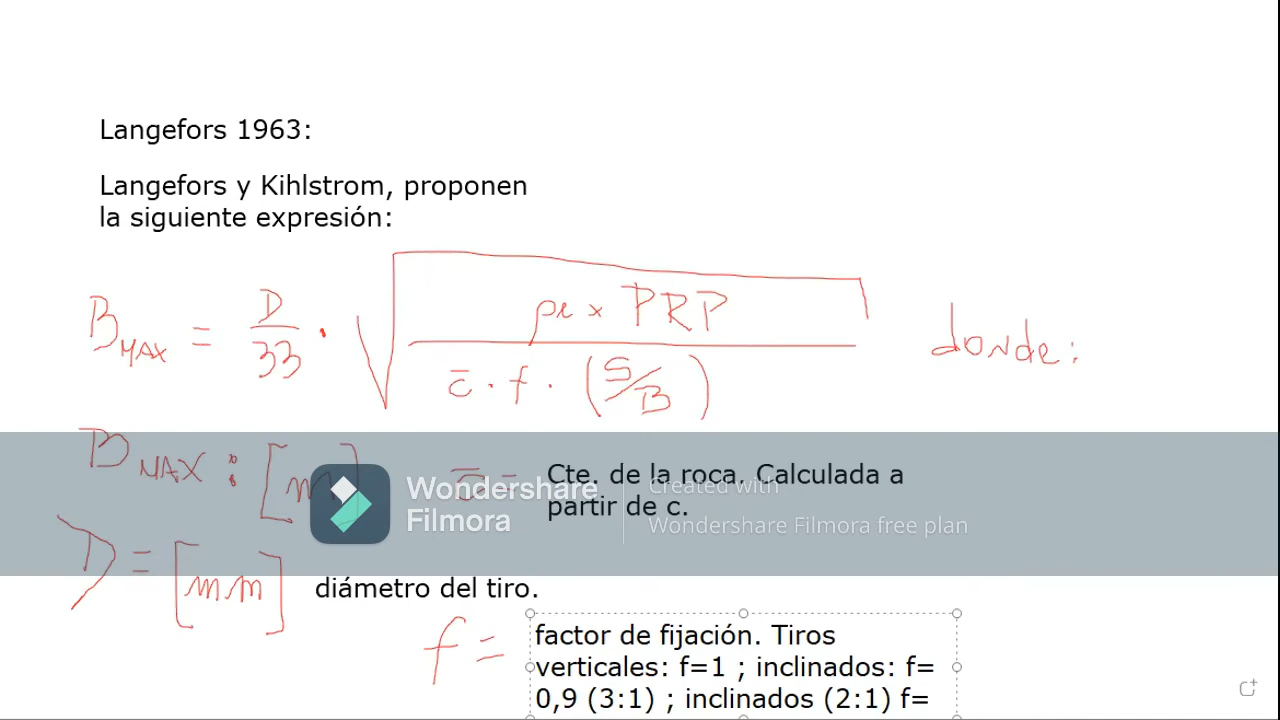 Langefors 1963:
Langefors y Kihlstrom, proponen
la siguiente expresión:
B MAX = D/33 · √(ρe x PRP / c̄ · f · (S/B)) donde:
B MAX : [m]
c̄ = Cte. de la roca. Calculada a
partir de c.
Wondershare
Filmora
Created with
Wondershare Filmora free plan
D = [mm] diámetro del tiro.
f = factor de fijación. Tiros
verticales: f=1 ; inclinados: f=
0,9 (3:1) ; inclinados (2:1) f=